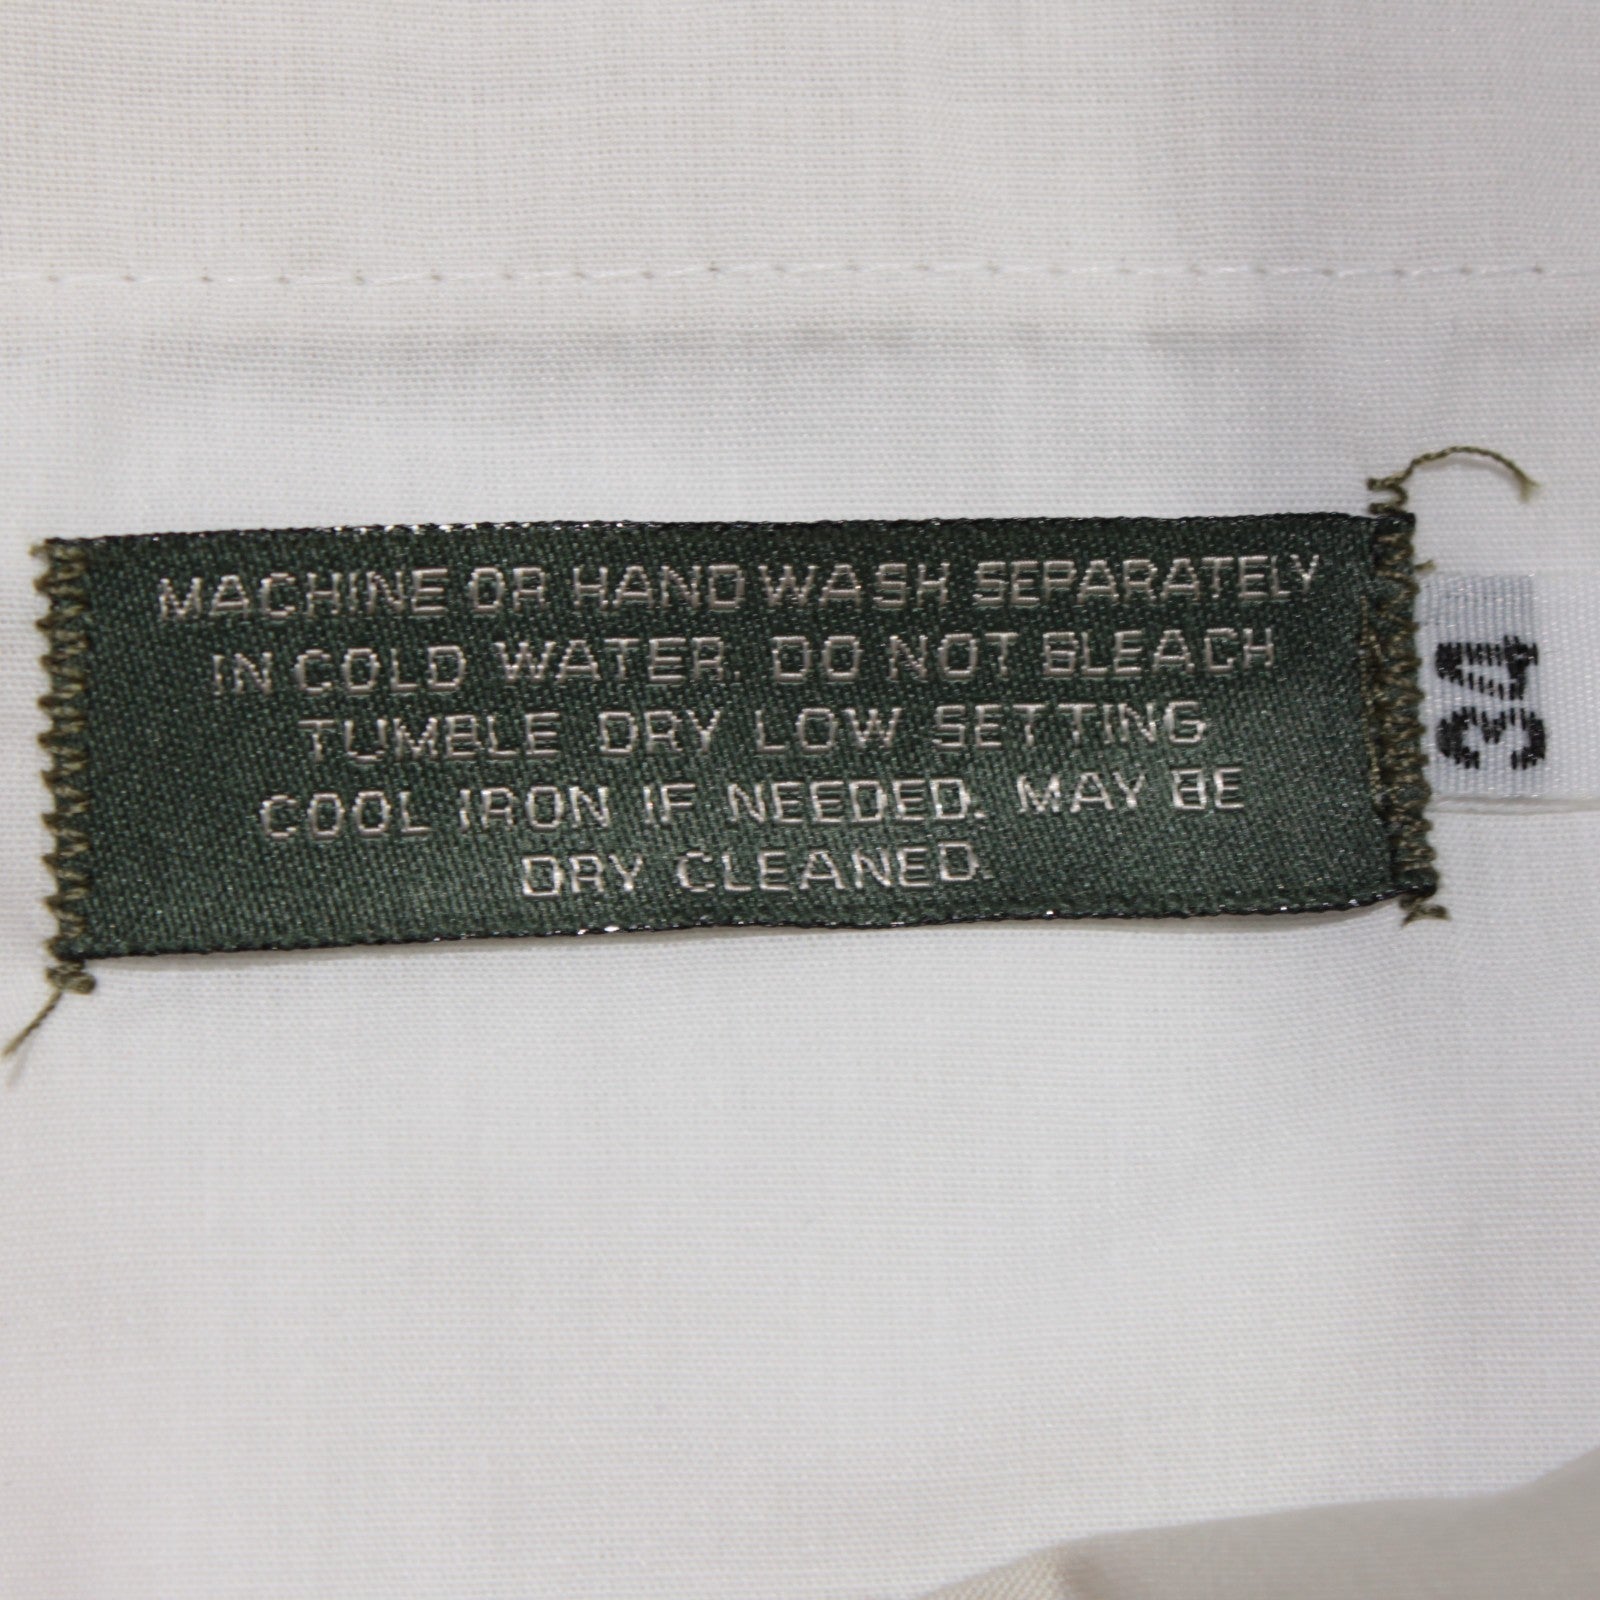 MACHINE OR HAND WASH SEPARATELY
IN COLD WATER. DO NOT BLEACH
TUMBLE DRY LOW SETTING
COOL IRON IF NEEDED. MAY BE
DRY CLEANED.
34